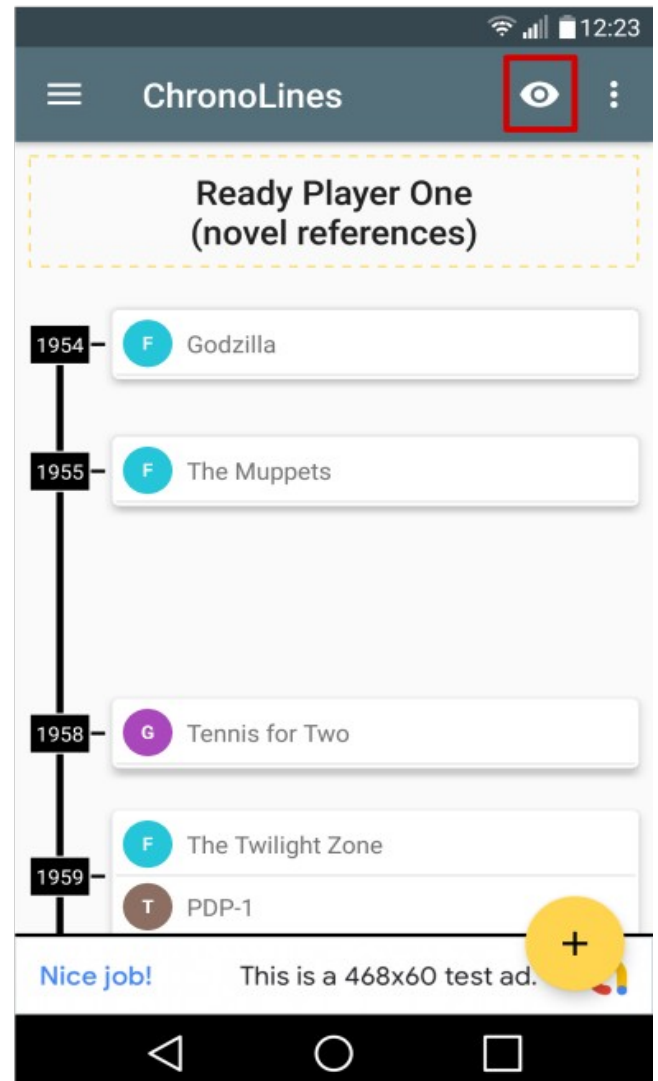 12:23
ChronoLines
Ready Player One
(novel references)
1954
F
Godzilla
1955
F
The Muppets
1958
G
Tennis for Two
F
The Twilight Zone
1959
T
PDP-1
+
Nice job!
This is a 468x60 test ad.